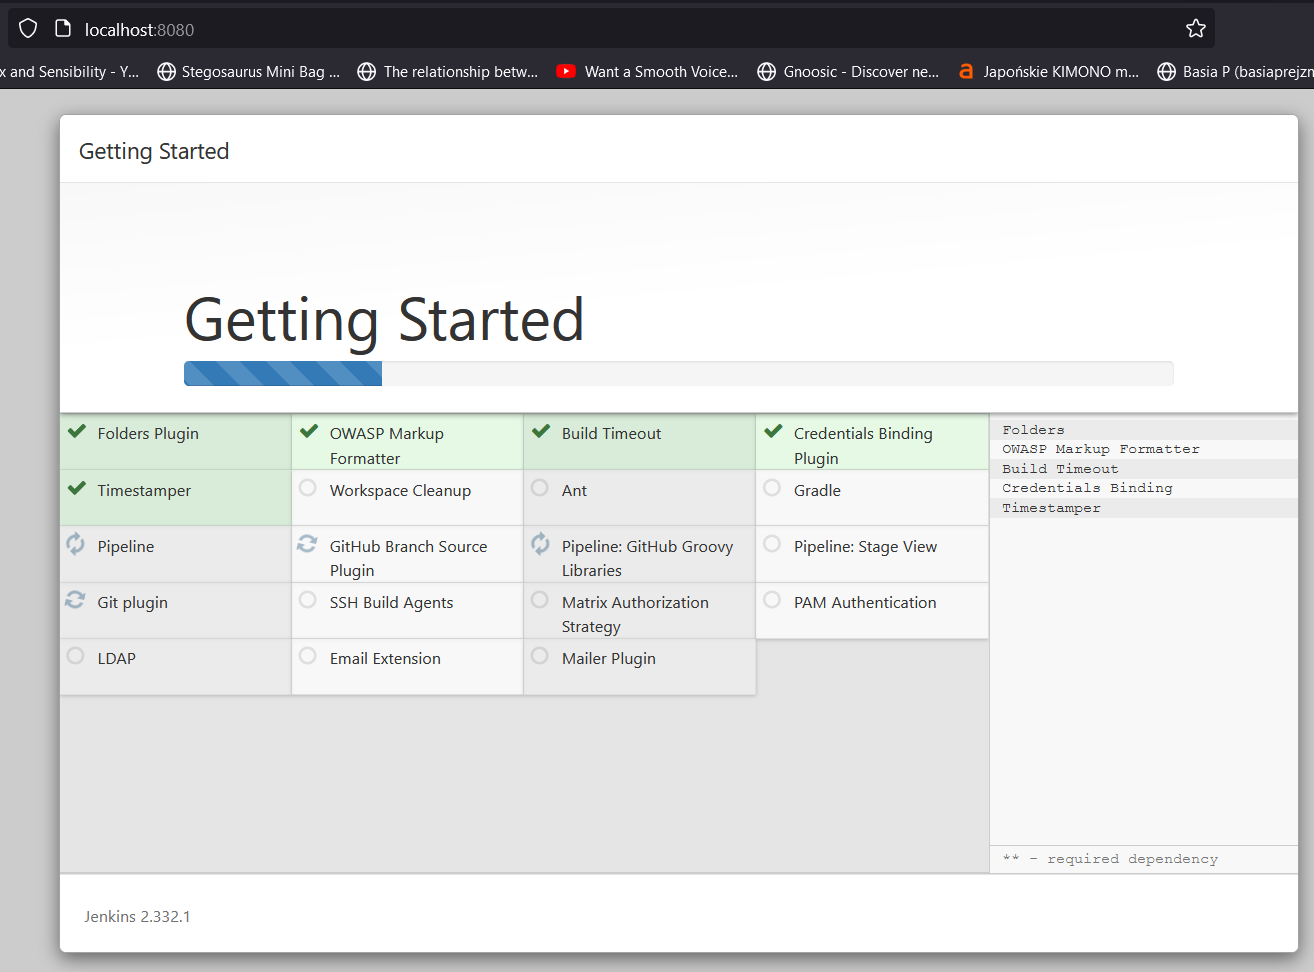 localhost:8080
x and Sensibility - Y...
Stegosaurus Mini Bag ...
The relationship betw...
Want a Smooth Voice...
Gnoosic - Discover ne...
a
Japońskie KIMONO m...
Basia P (basiaprejzn
Getting Started
Getting Started
Folders Plugin
OWASP Markup
Formatter
Build Timeout
Credentials Binding
Plugin
Timestamper
Workspace Cleanup
Ant
Gradle
Pipeline
GitHub Branch Source
Plugin
Pipeline: GitHub Groovy
Libraries
Pipeline: Stage View
Git plugin
SSH Build Agents
Matrix Authorization
Strategy
PAM Authentication
LDAP
Email Extension
Mailer Plugin
Folders
OWASP Markup Formatter
Build Timeout
Credentials Binding
Timestamper
** - required dependency
Jenkins 2.332.1